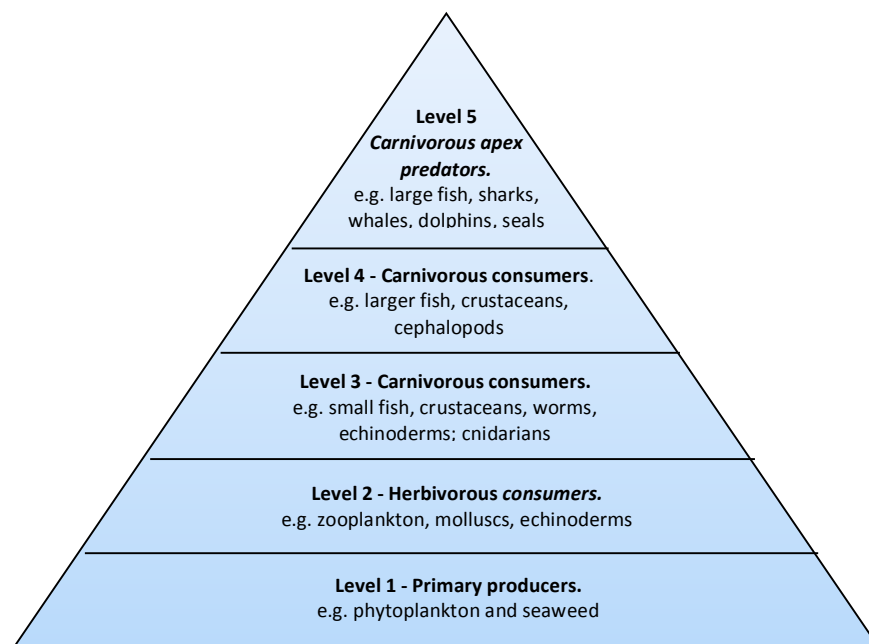 Level 5
Carnivorous apex
predators.
e.g. large fish, sharks,
whales, dolphins, seals
Level 4 - Carnivorous consumers.
e.g. larger fish, crustaceans,
cephalopods
Level 3 - Carnivorous consumers.
e.g. small fish, crustaceans, worms,
echinoderms; cnidarians
Level 2 - Herbivorous consumers.
e.g. zooplankton, molluscs, echinoderms
Level 1 - Primary producers.
e.g. phytoplankton and seaweed